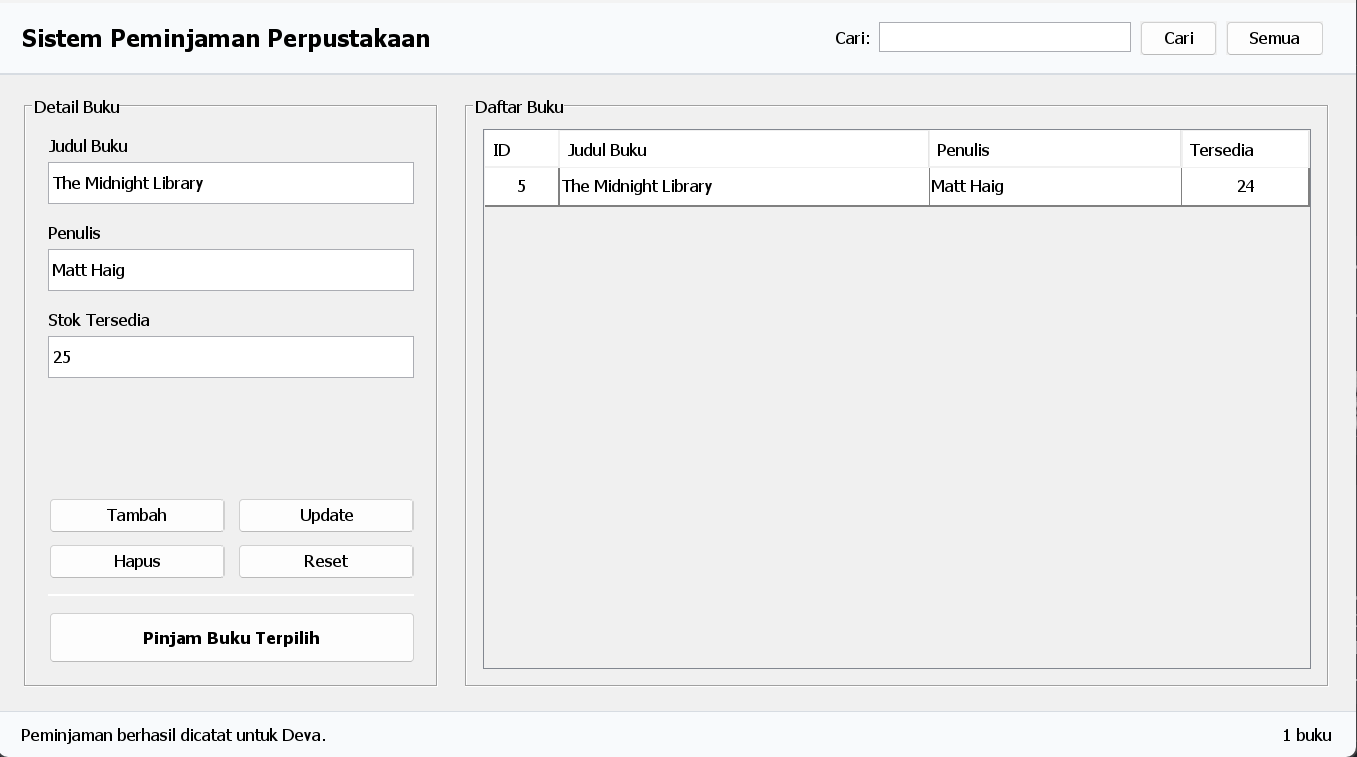 Sistem Peminjaman Perpustakaan
Cari: Cari Semua
Detail Buku
Judul Buku
The Midnight Library
Penulis
Matt Haig
Stok Tersedia
25
Tambah Update
Hapus Reset
Pinjam Buku Terpilih
Daftar Buku
ID Judul Buku Penulis Tersedia
5 The Midnight Library Matt Haig 24
Peminjaman berhasil dicatat untuk Deva. 1 buku